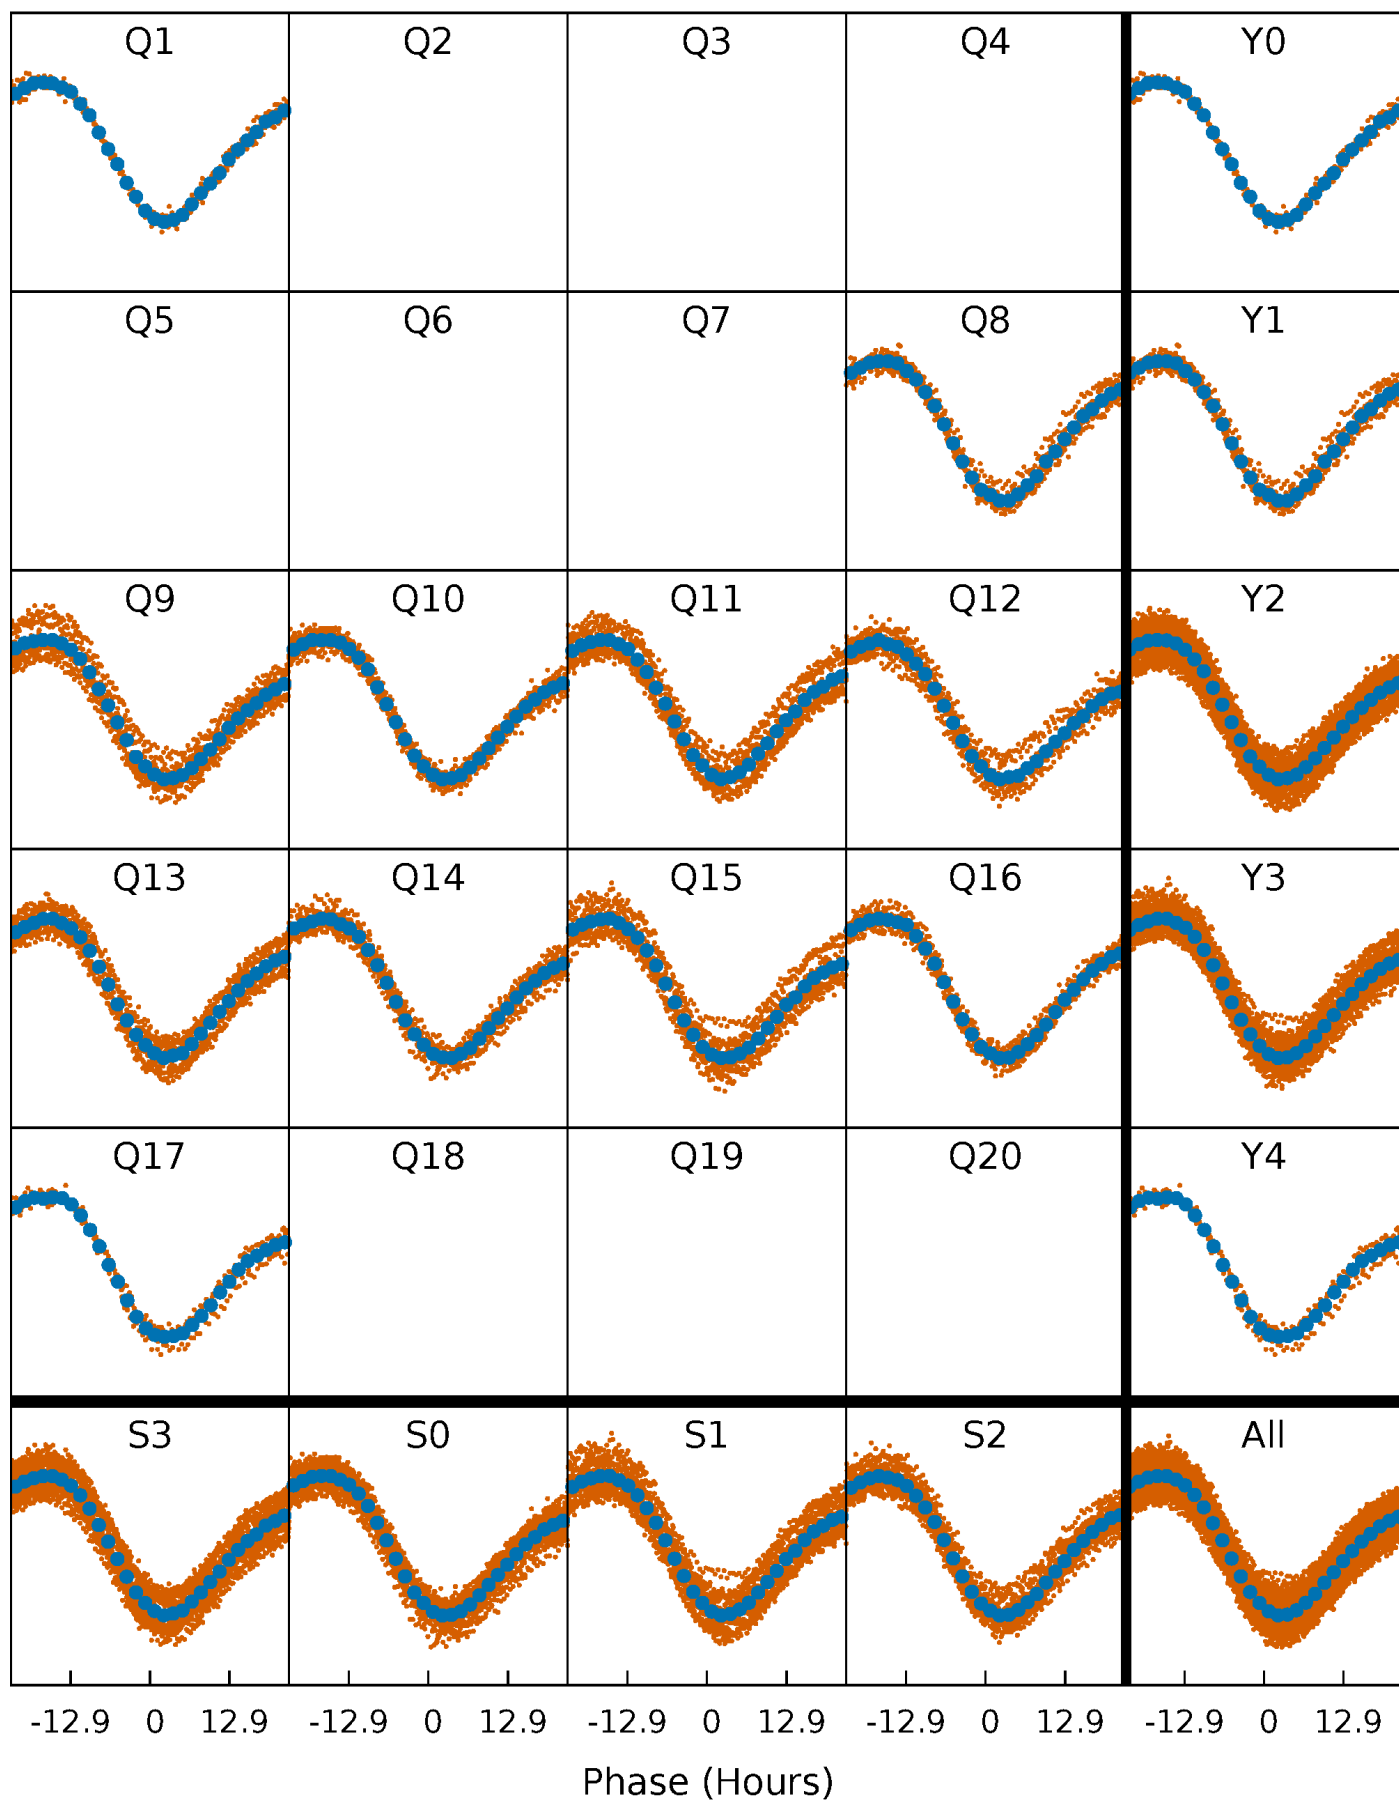 Q1 Q2 Q3 Q4 Y0
Q5 Q6 Q7 Q8 Y1
Q9 Q10 Q11 Q12 Y2
Q13 Q14 Q15 Q16 Y3
Q17 Q18 Q19 Q20 Y4
S3 S0 S1 S2 All
-12.9 0 12.9 -12.9 0 12.9 -12.9 0 12.9 -12.9 0 12.9 -12.9 0 12.9
Phase (Hours)